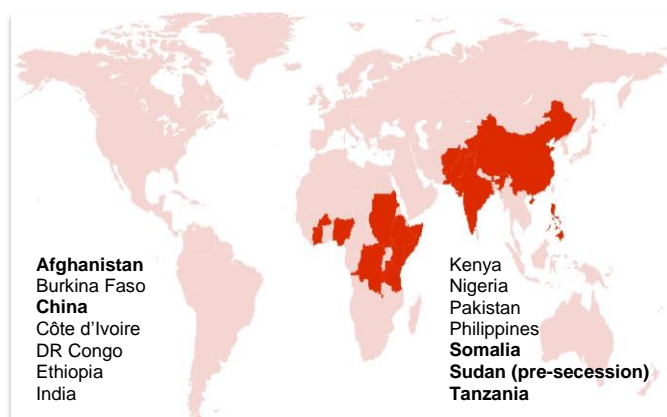 Afghanistan
Burkina Faso
China
Côte d’Ivoire
DR Congo
Ethiopia
India
Kenya
Nigeria
Pakistan
Philippines
Somalia
Sudan (pre-secession)
Tanzania